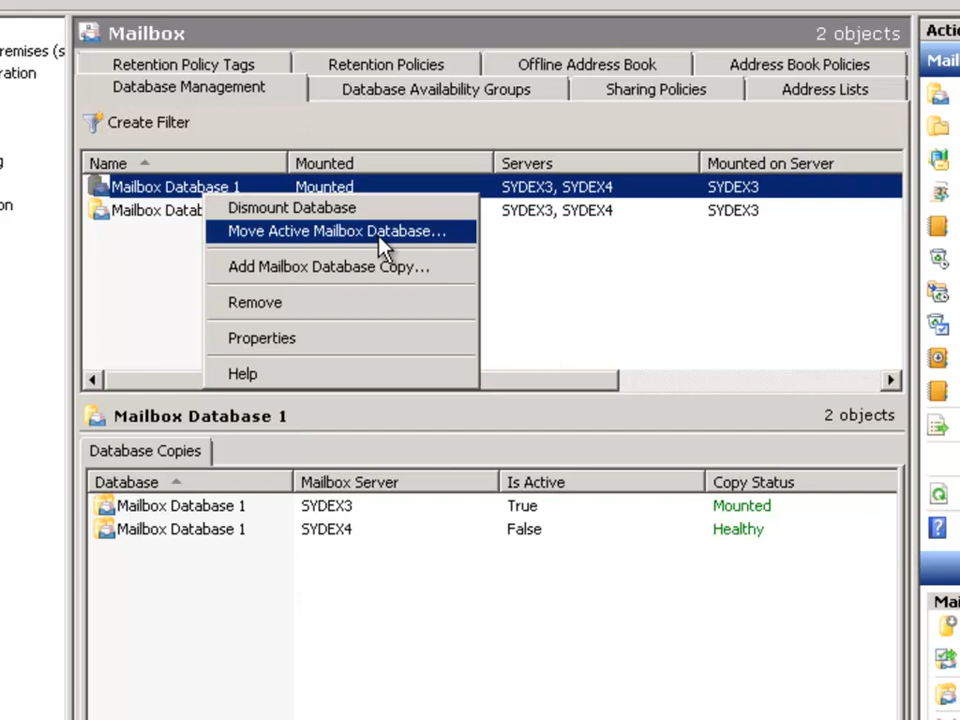 Mailbox 2 objects
remises (s
ration
on
Retention Policy Tags Retention Policies Offline Address Book Address Book Policies
Database Management Database Availability Groups Sharing Policies Address Lists
Create Filter
Name Mounted Servers Mounted on Server
Mailbox Database 1 Mounted SYDEX3, SYDEX4 SYDEX3
Mailbox Datab SYDEX3, SYDEX4 SYDEX3
Dismount Database
Move Active Mailbox Database...
Add Mailbox Database Copy...
Remove
Properties
Help
Mailbox Database 1 2 objects
Database Copies
Database Mailbox Server Is Active Copy Status
Mailbox Database 1 SYDEX3 True Mounted
Mailbox Database 1 SYDEX4 False Healthy
Acti
Mail
Mai